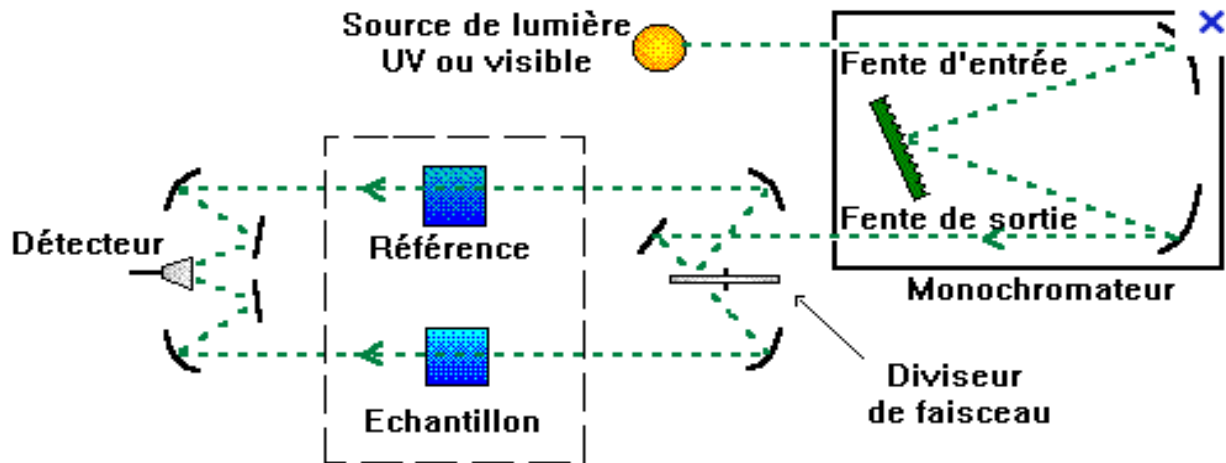 Source de lumière
UV ou visible
Fente d'entrée
Fente de sortie
Monochromateur
Détecteur
Référence
Echantillon
Diviseur
de faisceau